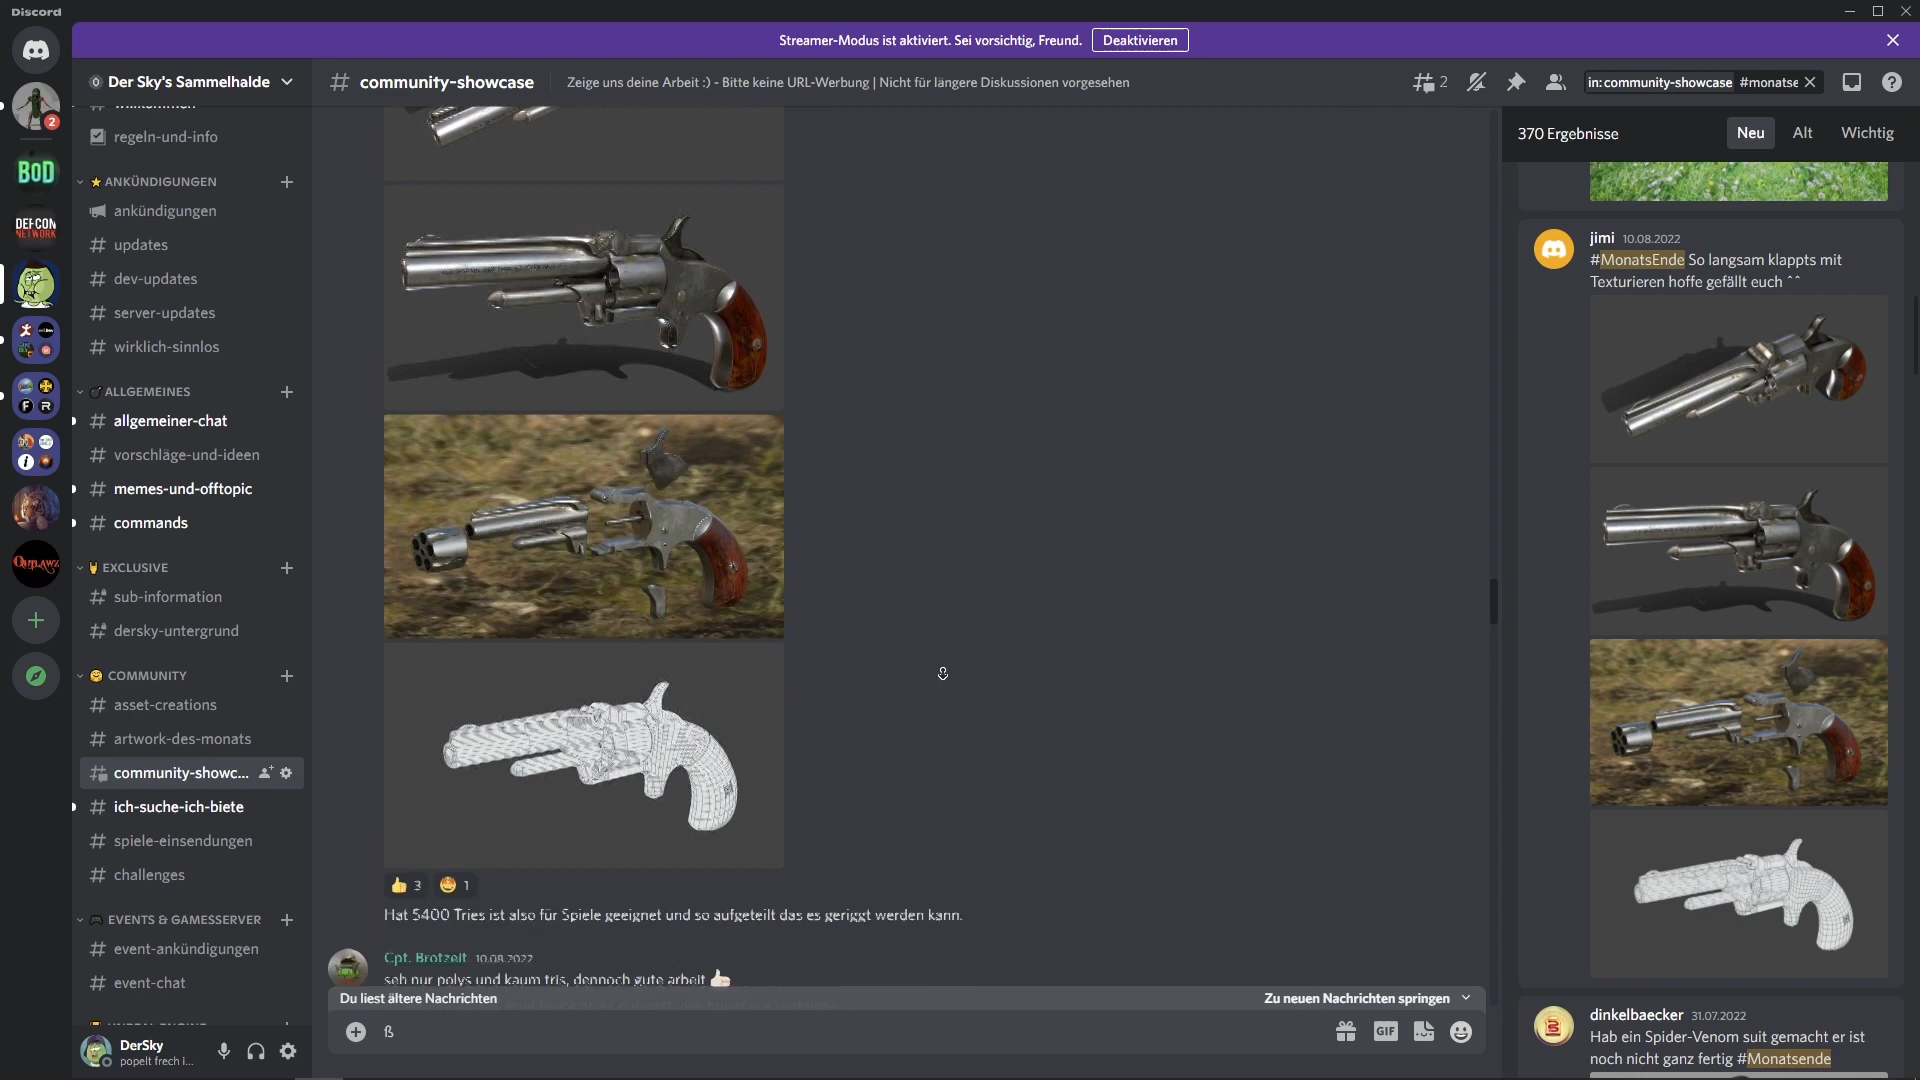 Discord
Streamer-Modus ist aktiviert. Sei vorsichtig, Freund.
Deaktivieren
Der Sky's Sammelhalde
community-showcase
Zeige uns deine Arbeit :) - Bitte keine URL-Werbung | Nicht für längere Diskussionen vorgesehen
2
in: community-showcase #monatse
willkommen
regeln-und-info
ANKÜNDIGUNGEN
ankündigungen
updates
dev-updates
server-updates
wirklich-sinnlos
ALLGEMEINES
allgemeiner-chat
vorschläge-und-ideen
memes-und-offtopic
commands
EXCLUSIVE
sub-information
dersky-untergrund
COMMUNITY
asset-creations
artwork-des-monats
community-showc...
ich-suche-ich-biete
spiele-einsendungen
challenges
EVENTS & GAMESSERVER
event-ankündigungen
event-chat
DerSky
popelt frech i...
2
BOD
DEFCON
NETWORK
OUTLAWZ
👍 3 🤩 1
Hat 5400 Tries ist also für Spiele geeignet und so aufgeteilt das es geriggt werden kann.
Cpt. Brotzeit 10.08.2022
seh nur polys und kaum tris, dennoch gute arbeit 👍🏻
Du liest ältere Nachrichten
Zu neuen Nachrichten springen
ß
GIF
370 Ergebnisse
Neu
Alt
Wichtig
jimi 10.08.2022
#MonatsEnde So langsam klappts mit
Texturieren hoffe gefällt euch ^^
dinkelbaecker 31.07.2022
Hab ein Spider-Venom suit gemacht er ist
noch nicht ganz fertig #Monatsende